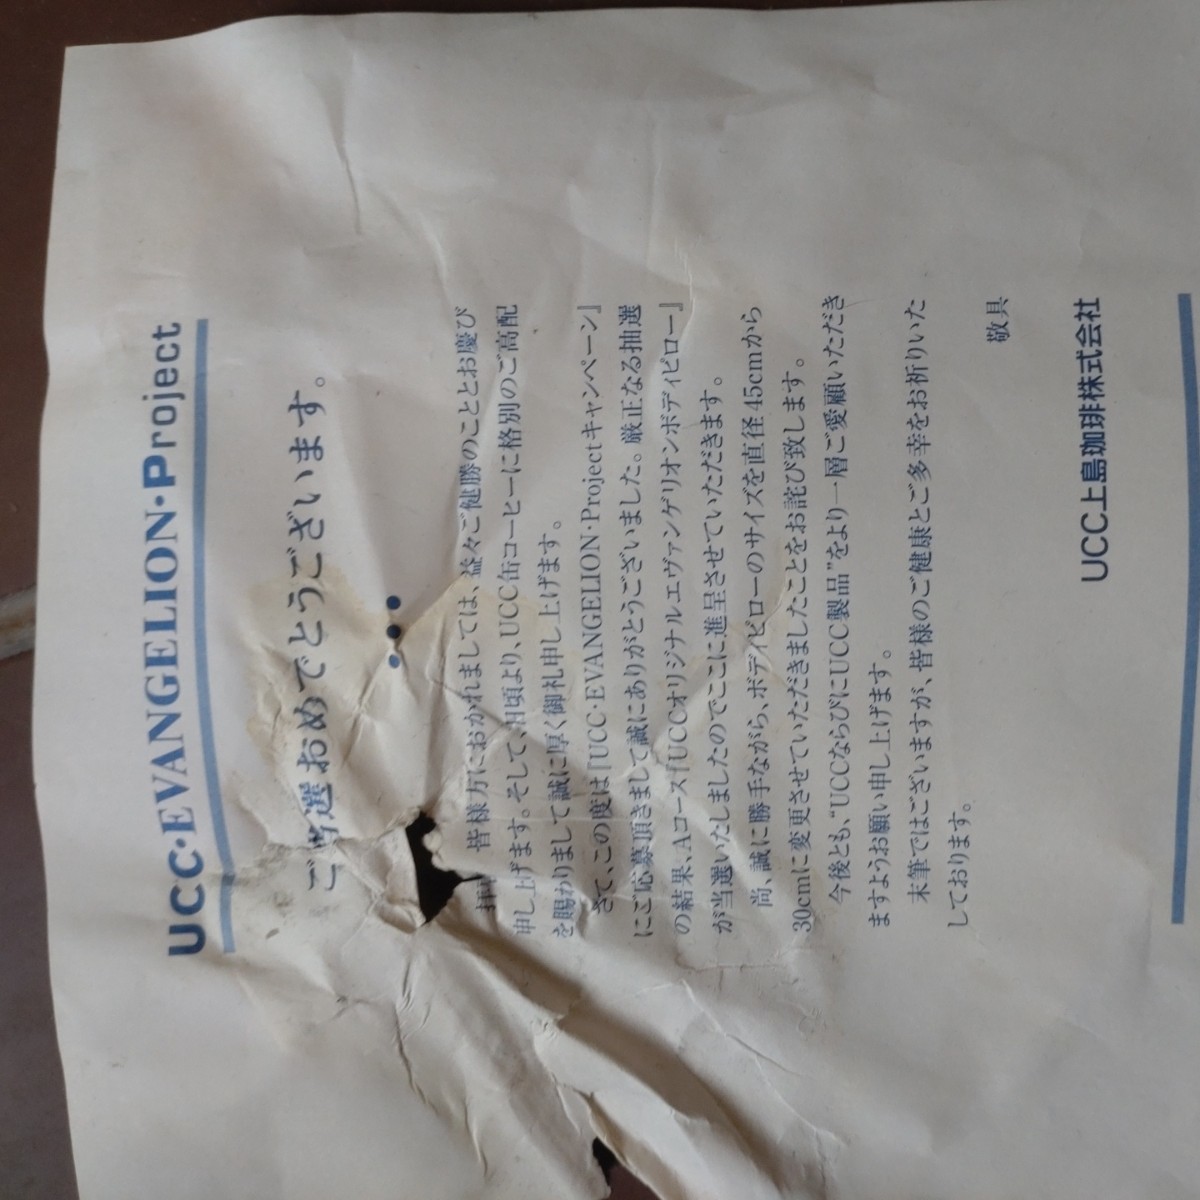 UCC・EVANGELION・Project
ご当選おめでとうございます。
皆様方におかれましては、益々ご健勝のこととお慶び
申し上げます。そして、日頃より、UCC缶コーヒーに格別のご高配
を賜わりまして誠に厚く御礼申し上げます。
さて、この度は「UCC・EVANGELION・Projectキャンペーン』
にご応募頂きまして誠にありがとうございました。厳正なる抽選
の結果、Aコース「UCCオリジナルエヴァンゲリオンボディピロー』
が当選いたしましたのでここに進呈させていただきます。
尚、誠に勝手ながら、ボディピローのサイズを直径45cmから
30cmに変更させていただきましたことをお詫び致します。
今後とも、“UCCならびにUCC製品”をより一層ご愛顧いただき
ますようお願い申し上げます。
末筆ではございますが、皆様のご健康とご多幸をお祈りいた
しております。
敬具
UCC上島珈琲株式会社